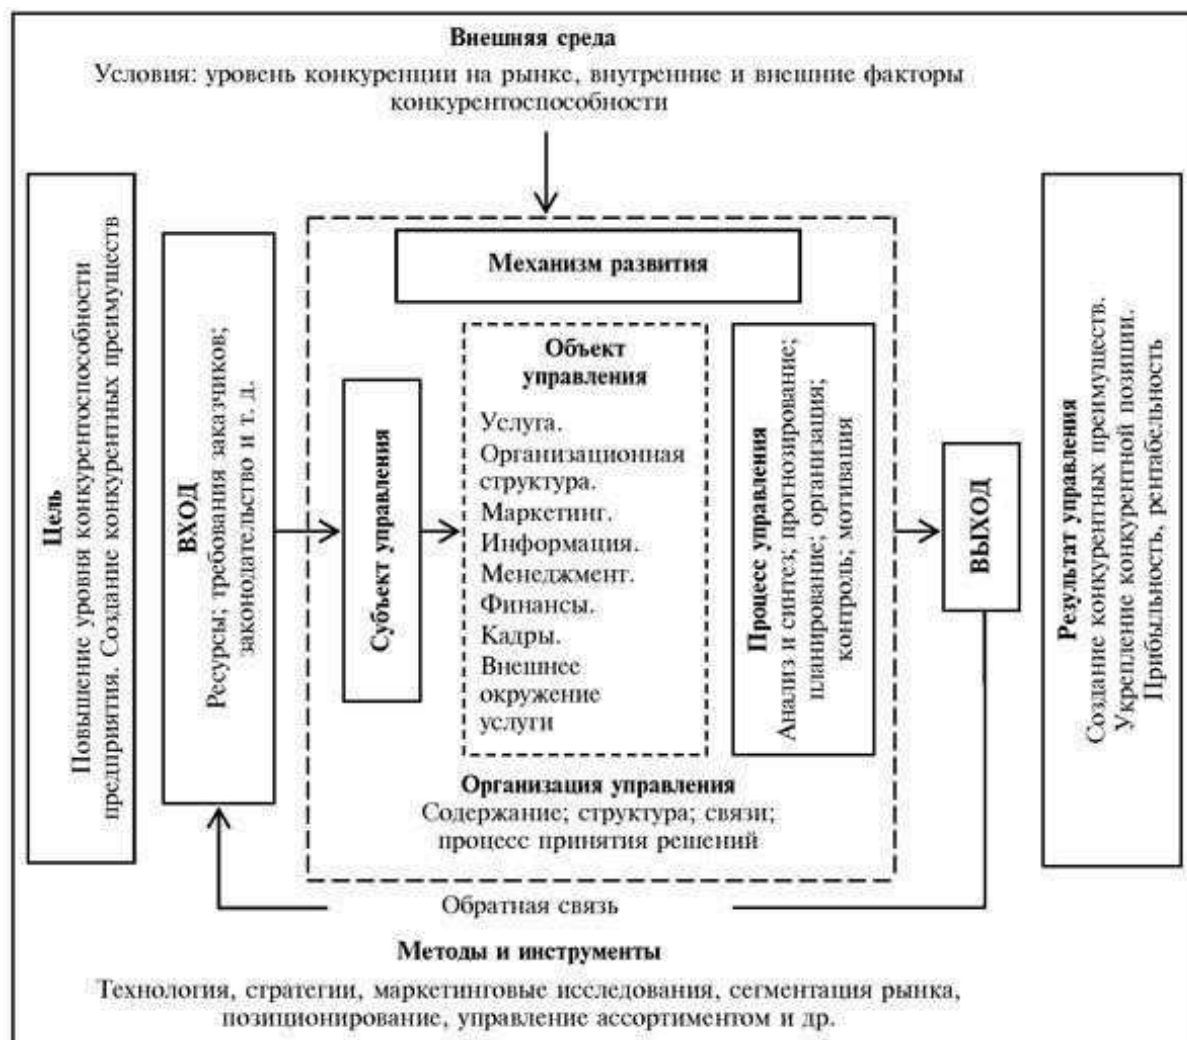 Внешняя среда
Условия: уровень конкуренции на рынке, внутренние и внешние факторы
конкурентоспособности
Цель
Повышение уровня конкурентоспособности
предприятия. Создание конкурентных преимуществ
ВХОД
Ресурсы; требования заказчиков;
законодательство и т. д.
Механизм развития
Субъект управления
Объект
управления
Услуга.
Организационная
структура.
Маркетинг.
Информация.
Менеджмент.
Финансы.
Кадры.
Внешнее
окружение
услуги
Процесс управления
Анализ и синтез; прогнозирование;
планирование; организация;
контроль; мотивация
Организация управления
Содержание; структура; связи;
процесс принятия решений
ВЫХОД
Результат управления
Создание конкурентных преимуществ.
Укрепление конкурентной позиции.
Прибыльность, рентабельность
Обратная связь
Методы и инструменты
Технология, стратегии, маркетинговые исследования, сегментация рынка,
позиционирование, управление ассортиментом и др.